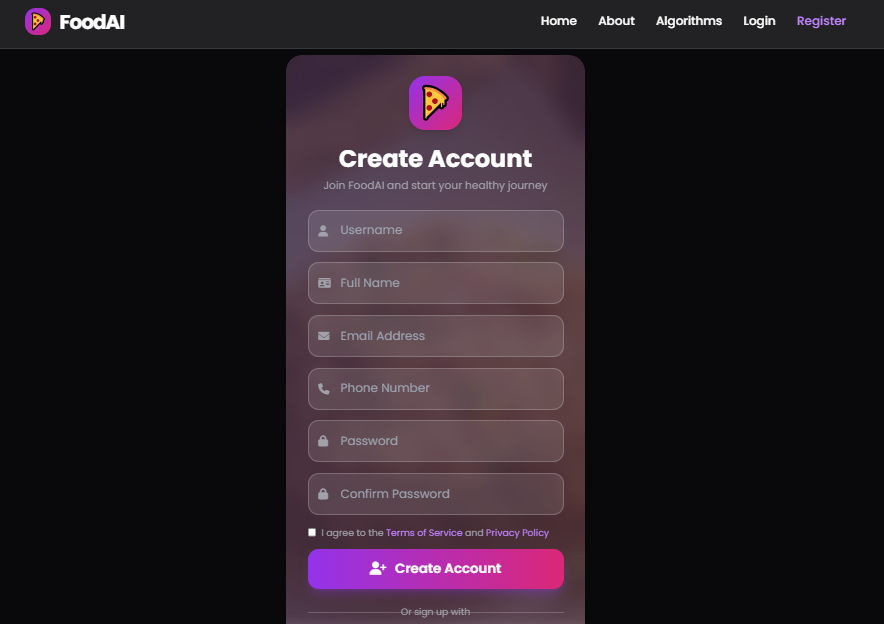 FoodAI
Home About Algorithms Login Register
Create Account
Join FoodAI and start your healthy journey
Username
Full Name
Email Address
Phone Number
Password
Confirm Password
I agree to the Terms of Service and Privacy Policy
Create Account
Or sign up with